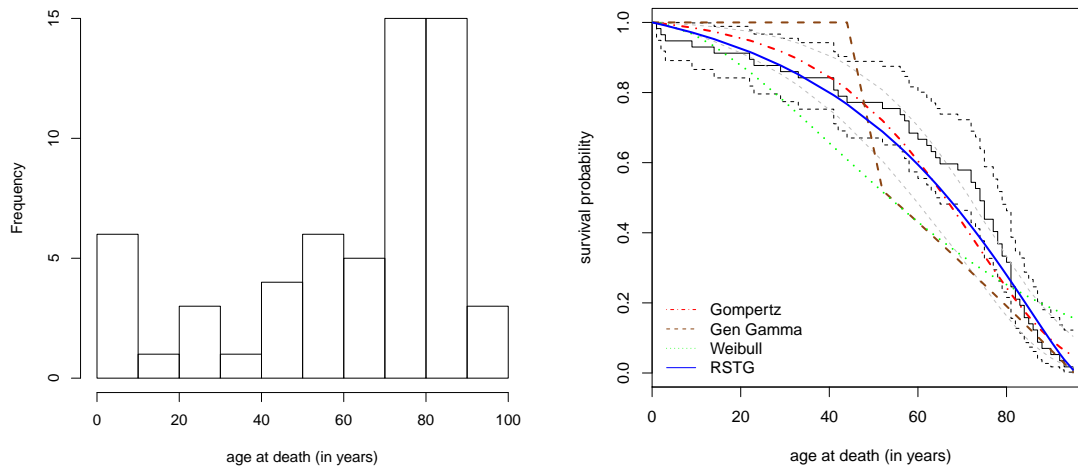 Frequency
15
10
5
0
0 20 40 60 80 100
age at death (in years)
survival probability
1.0
0.8
0.6
0.4
0.2
0.0
Gompertz
Gen Gamma
Weibull
RSTG
0 20 40 60 80
age at death (in years)